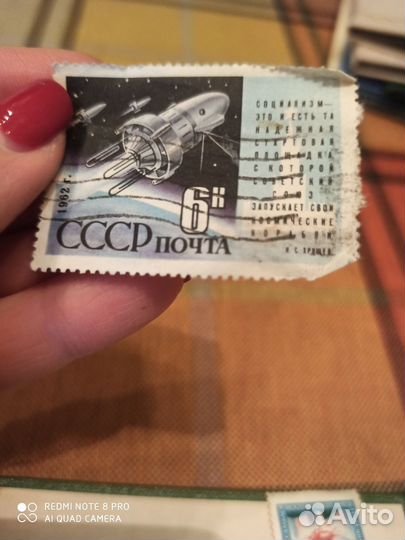 СОЦИАЛИЗМ—
ЭТО И ЕСТЬ ТА
НАДЕЖНАЯ
СТАРТОВАЯ
ПЛОЩАДКА
С КОТОРОЙ
СОВЕТСКИЙ
СОЮЗ
ЗАПУСКАЕТ СВОИ
КОСМИЧЕСКИЕ
КОРАБЛИ
Н.С. ХРУЩЕВ
1962 г.
6 к
СССР ПОЧТА
REDMI NOTE 8 PRO
AI QUAD CAMERA
Avito